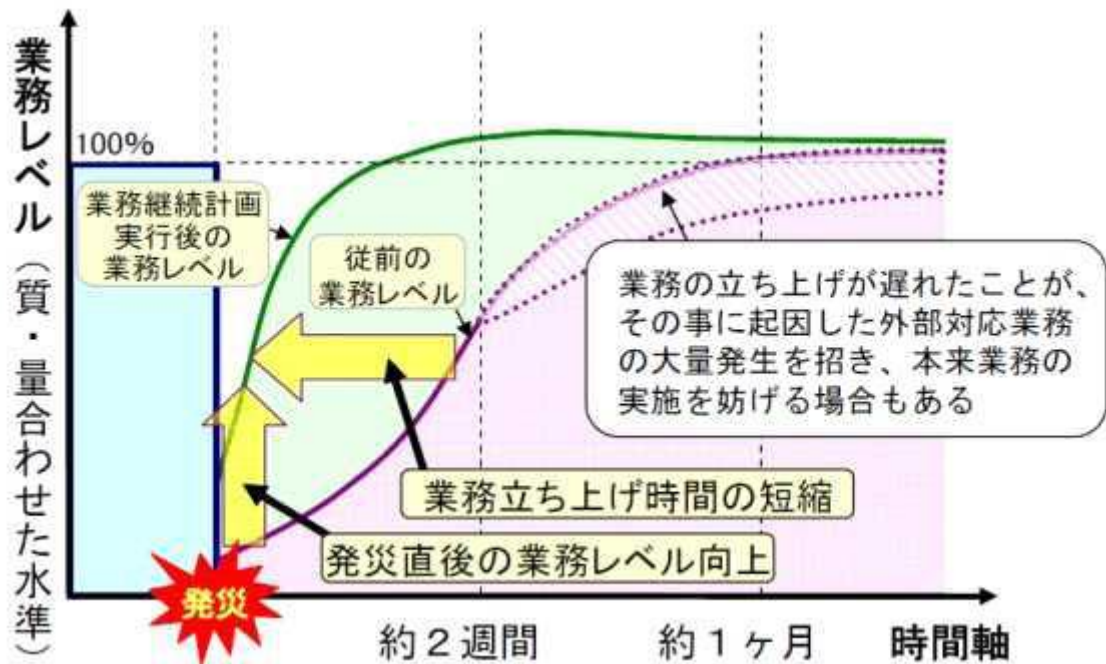 業務レベル（質・量合わせた水準）
100%
業務継続計画
実行後の
業務レベル
従前の
業務レベル
業務の立ち上げが遅れたことが、
その事に起因した外部対応業務
の大量発生を招き、本来業務の
実施を妨げる場合もある
業務立ち上げ時間の短縮
発災直後の業務レベル向上
発災
約２週間
約１ヶ月
時間軸